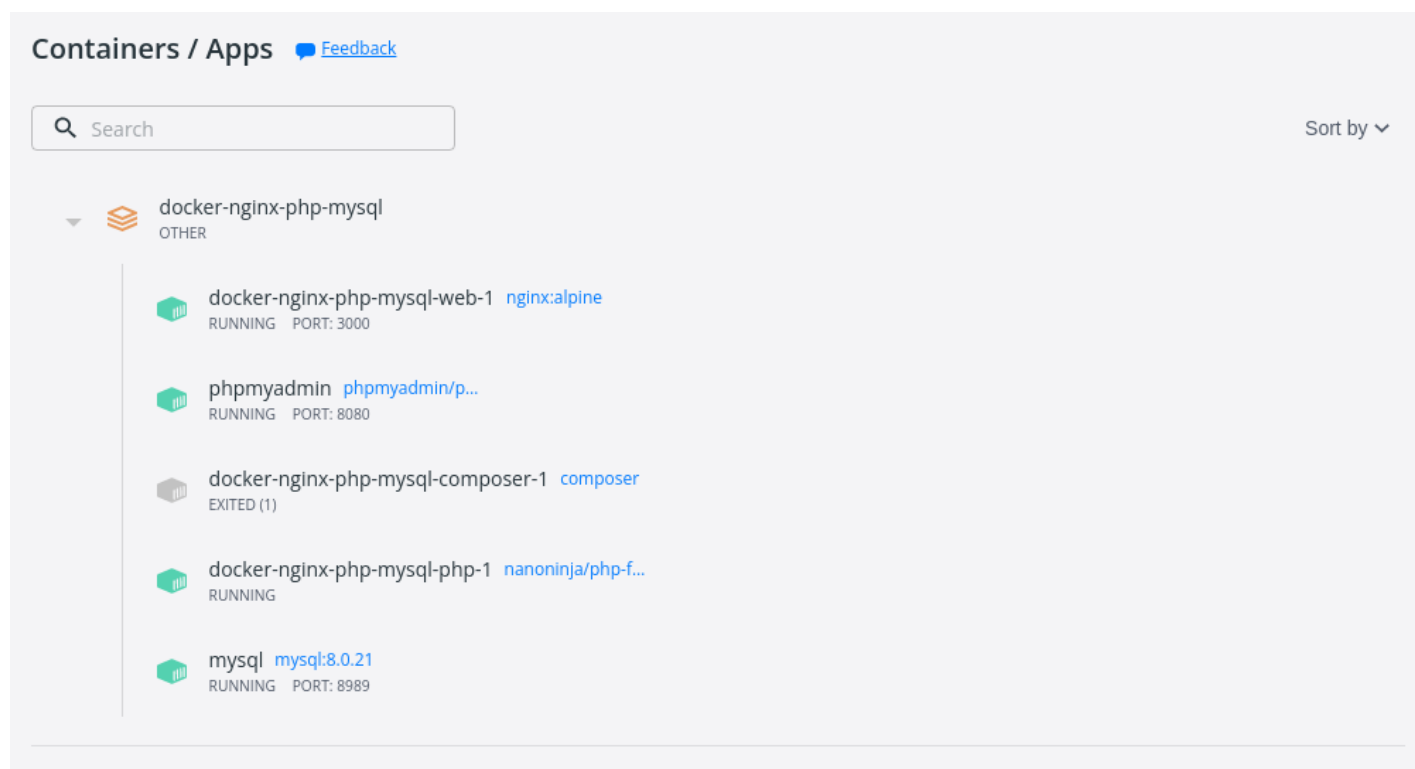 Containers / Apps Feedback
Search
Sort by
docker-nginx-php-mysql
OTHER
docker-nginx-php-mysql-web-1 nginx:alpine
RUNNING PORT: 3000
phpmyadmin phpmyadmin/p...
RUNNING PORT: 8080
docker-nginx-php-mysql-composer-1 composer
EXITED (1)
docker-nginx-php-mysql-php-1 nanoninja/php-f...
RUNNING
mysql mysql:8.0.21
RUNNING PORT: 8989